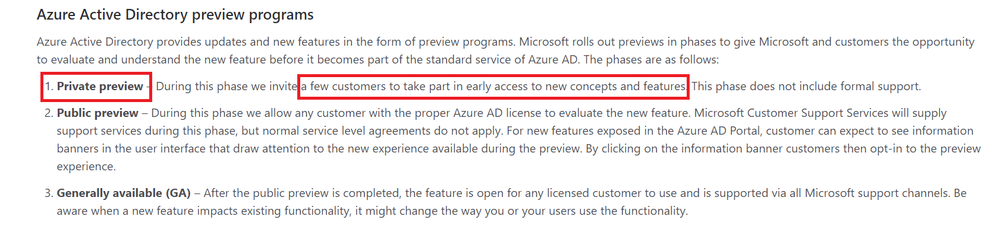 Azure Active Directory preview programs
Azure Active Directory provides updates and new features in the form of preview programs. Microsoft rolls out previews in phases to give Microsoft and customers the opportunity
to evaluate and understand the new feature before it becomes part of the standard service of Azure AD. The phases are as follows:
1. Private preview – During this phase we invite a few customers to take part in early access to new concepts and features. This phase does not include formal support.
2. Public preview – During this phase we allow any customer with the proper Azure AD license to evaluate the new feature. Microsoft Customer Support Services will supply
support services during this phase, but normal service level agreements do not apply. For new features exposed in the Azure AD Portal, customer can expect to see information
banners in the user interface that draw attention to the new experience available during the preview. By clicking on the information banner customers then opt-in to the preview
experience.
3. Generally available (GA) – After the public preview is completed, the feature is open for any licensed customer to use and is supported via all Microsoft support channels. Be
aware when a new feature impacts existing functionality, it might change the way you or your users use the functionality.